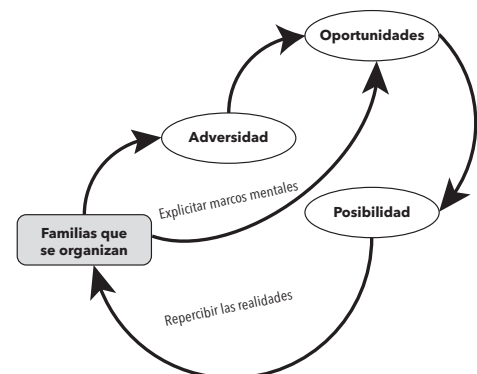 Oportunidades
Adversidad
Explicitar marcos mentales
Posibilidad
Familias que
se organizan
Repercibir las realidades